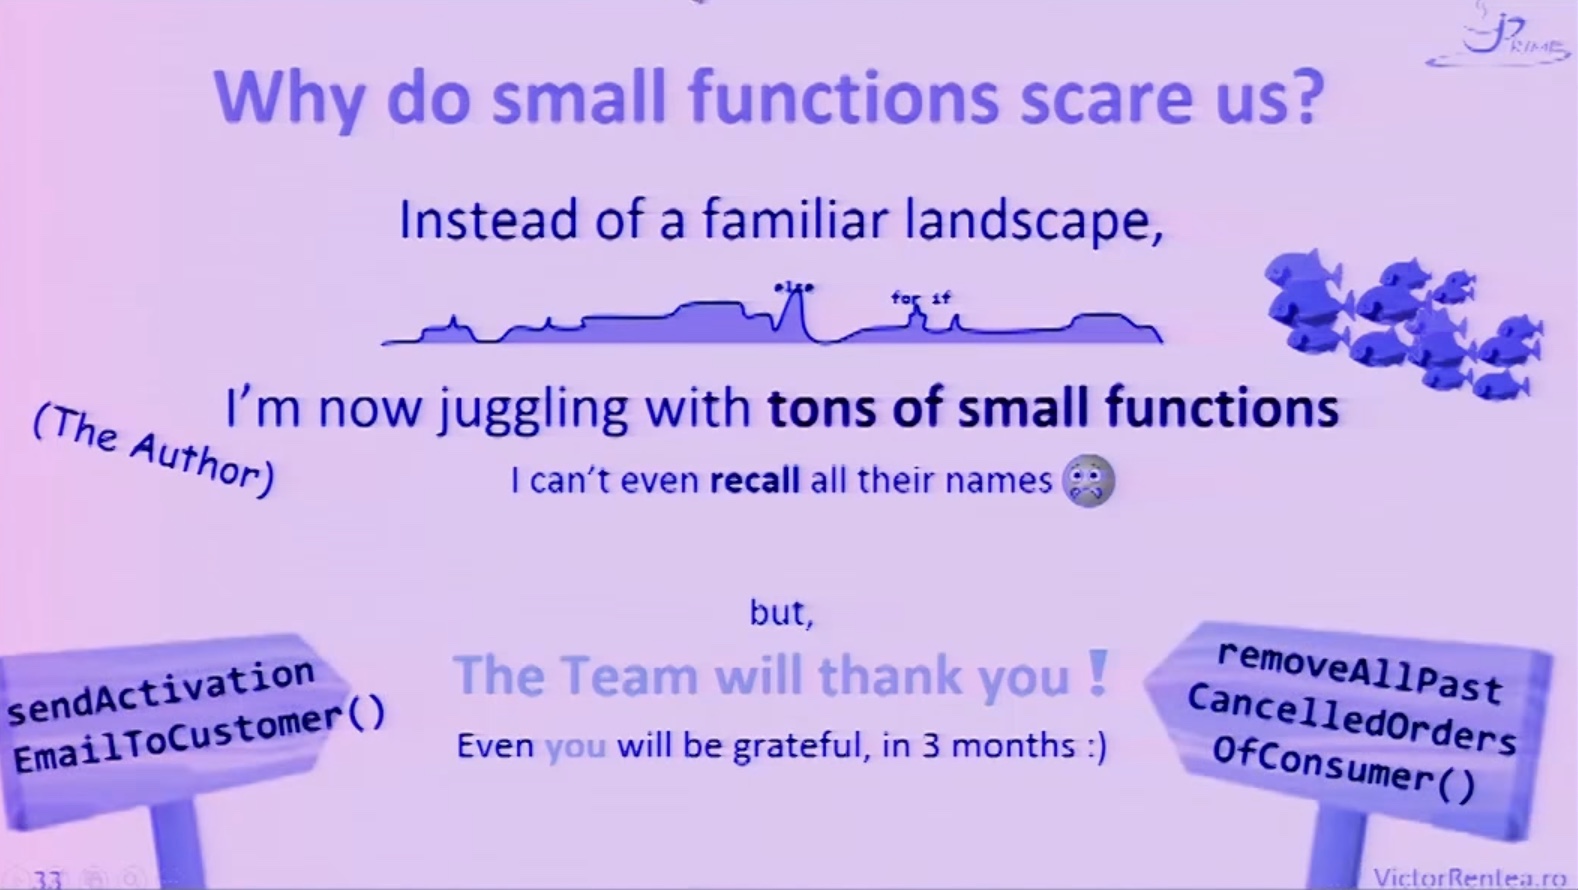 JPRIME
Why do small functions scare us?
Instead of a familiar landscape,
else
for if
I'm now juggling with tons of small functions
(The Author)
I can't even recall all their names
but,
The Team will thank you !
Even you will be grateful, in 3 months :)
sendActivation
EmailToCustomer()
removeAllPast
CancelledOrders
OfConsumer()
33
VictorRentea.ro